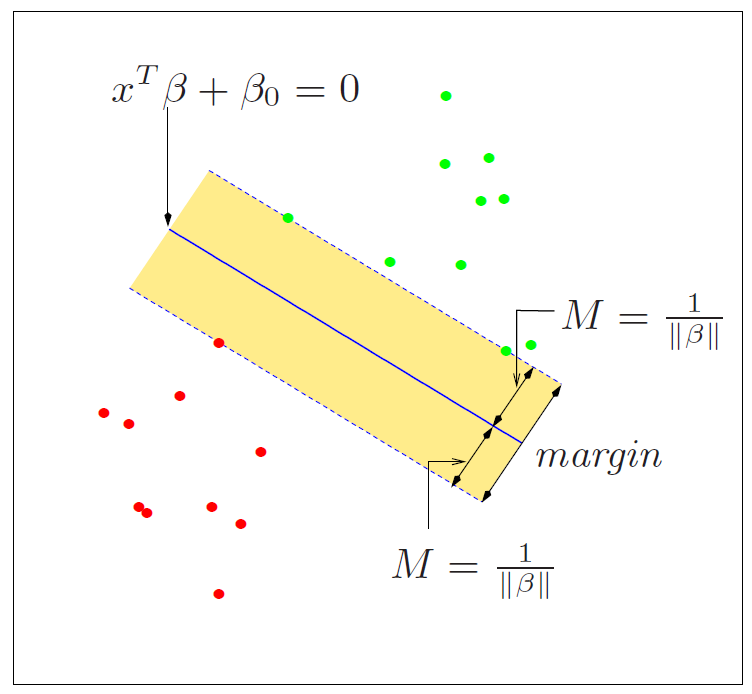 x^T β + β_0 = 0
M = 1/‖β‖
margin
M = 1/‖β‖